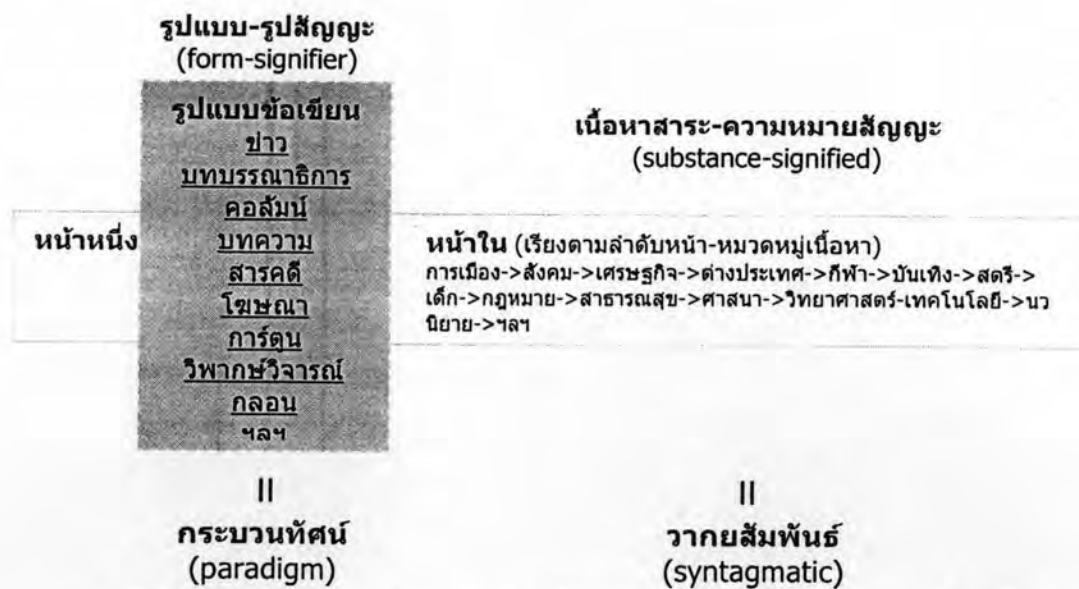 รูปแบบ-รูปสัญญะ
(form-signifier)
รูปแบบข้อเขียน
ข่าว
บทบรรณาธิการ
คอลัมน์
บทความ
สารคดี
โฆษณา
การ์ตูน
วิพากษ์วิจารณ์
กลอน
ฯลฯ
||
กระบวนทัศน์
(paradigm)
หน้าหนึ่ง
เนื้อหาสาระ-ความหมายสัญญะ
(substance-signified)
หน้าใน (เรียงตามลำดับหน้า-หมวดหมู่เนื้อหา)
การเมือง->สังคม->เศรษฐกิจ->ต่างประเทศ->กีฬา->บันเทิง->สตรี->
เด็ก->กฎหมาย->สาธารณสุข->ศาสนา->วิทยาศาสตร์-เทคโนโลยี->นว
นิยาย->ฯลฯ
||
วากยสัมพันธ์
(syntagmatic)